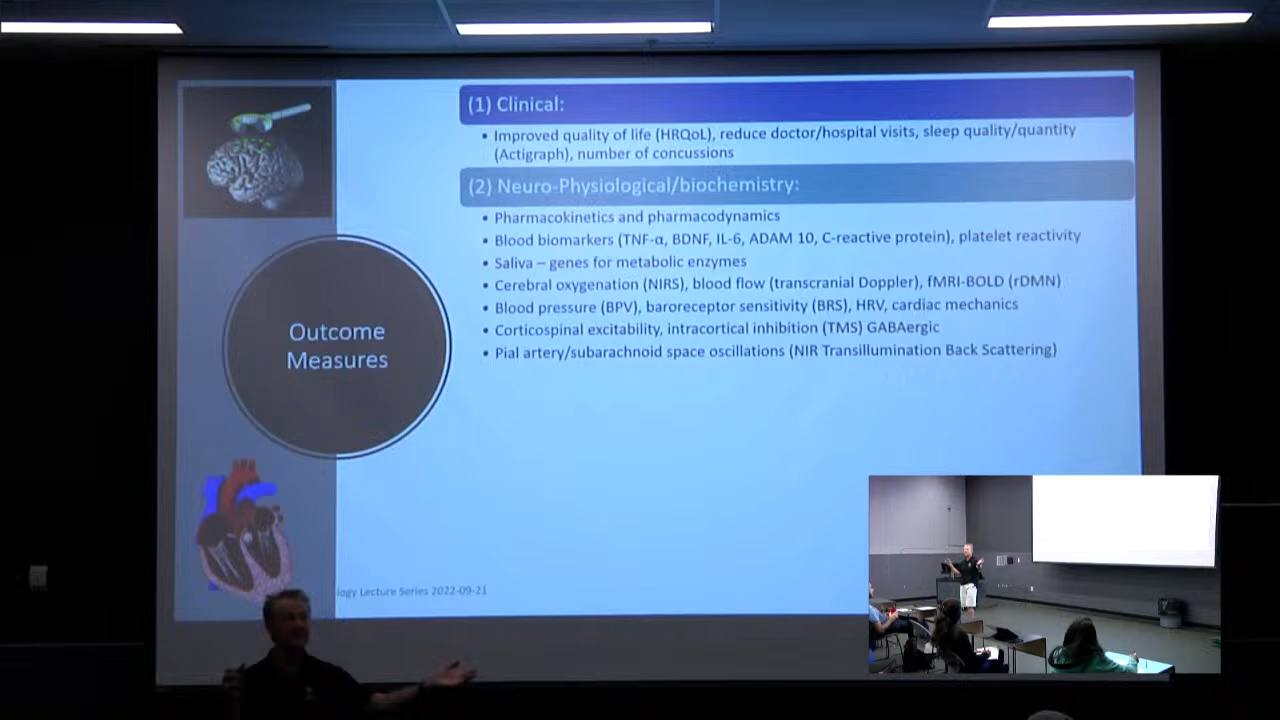 (1) Clinical:
• Improved quality of life (HRQoL), reduce doctor/hospital visits, sleep quality/quantity
(Actigraph), number of concussions
(2) Neuro-Physiological/biochemistry:
• Pharmacokinetics and pharmacodynamics
• Blood biomarkers (TNF-α, BDNF, IL-6, ADAM 10, C-reactive protein), platelet reactivity
• Saliva – genes for metabolic enzymes
• Cerebral oxygenation (NIRS), blood flow (transcranial Doppler), fMRI-BOLD (rDMN)
• Blood pressure (BPV), baroreceptor sensitivity (BRS), HRV, cardiac mechanics
• Corticospinal excitability, intracortical inhibition (TMS) GABAergic
• Pial artery/subarachnoid space oscillations (NIR Transillumination Back Scattering)
Outcome
Measures
Lecture Series 2022-09-21